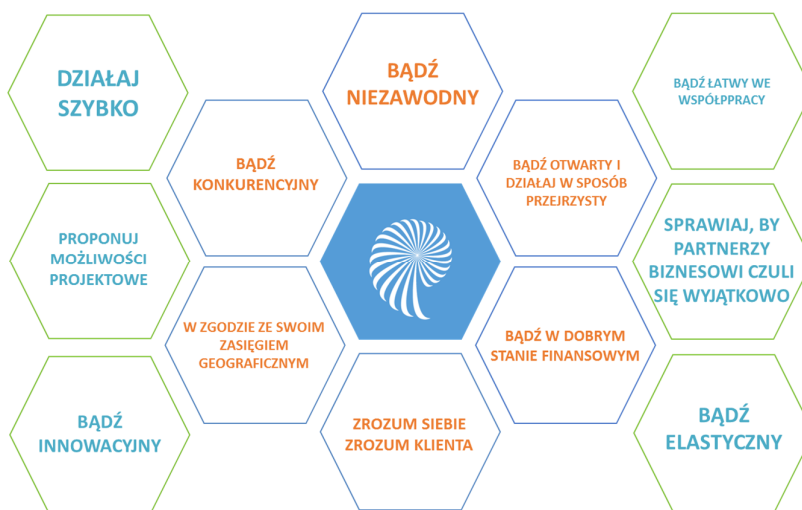 DZIAŁAJ
SZYBKO
BĄDŹ
NIEZAWODNY
BĄDŹ ŁATWY WE
WSPÓŁPPRACY
BĄDŹ
KONKURENCYJNY
BĄDŹ OTWARTY I
DZIAŁAJ W SPOSÓB
PRZEJRZYSTY
PROPONUJ
MOŻLIWOŚCI
PROJEKTOWE
SPRAWIAJ, BY
PARTNERZY
BIZNESOWI CZULI
SIĘ WYJĄTKOWO
W ZGODZIE ZE SWOIM
ZASIĘGIEM
GEOGRAFICZNYM
BĄDŹ W DOBRYM
STANIE FINANSOWYM
BĄDŹ
INNOWACYJNY
ZROZUM SIEBIE
ZROZUM KLIENTA
BĄDŹ
ELASTYCZNY